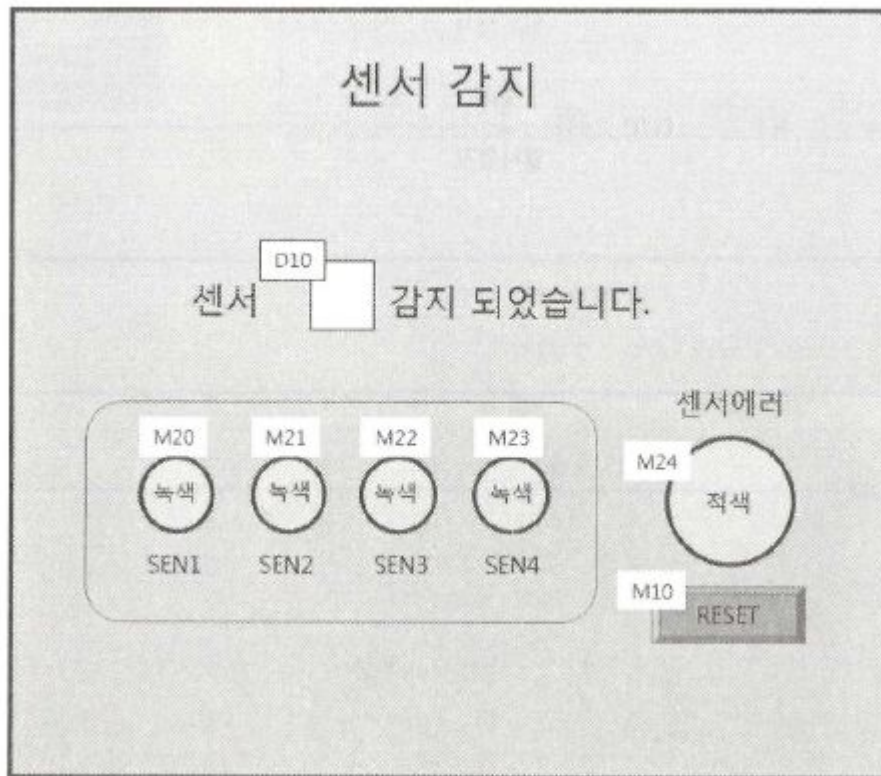 센서 감지
D10
센서 감지 되었습니다.
센서에러
M20 M21 M22 M23
M24
녹색 녹색 녹색 녹색
적색
SEN1 SEN2 SEN3 SEN4
M10
RESET